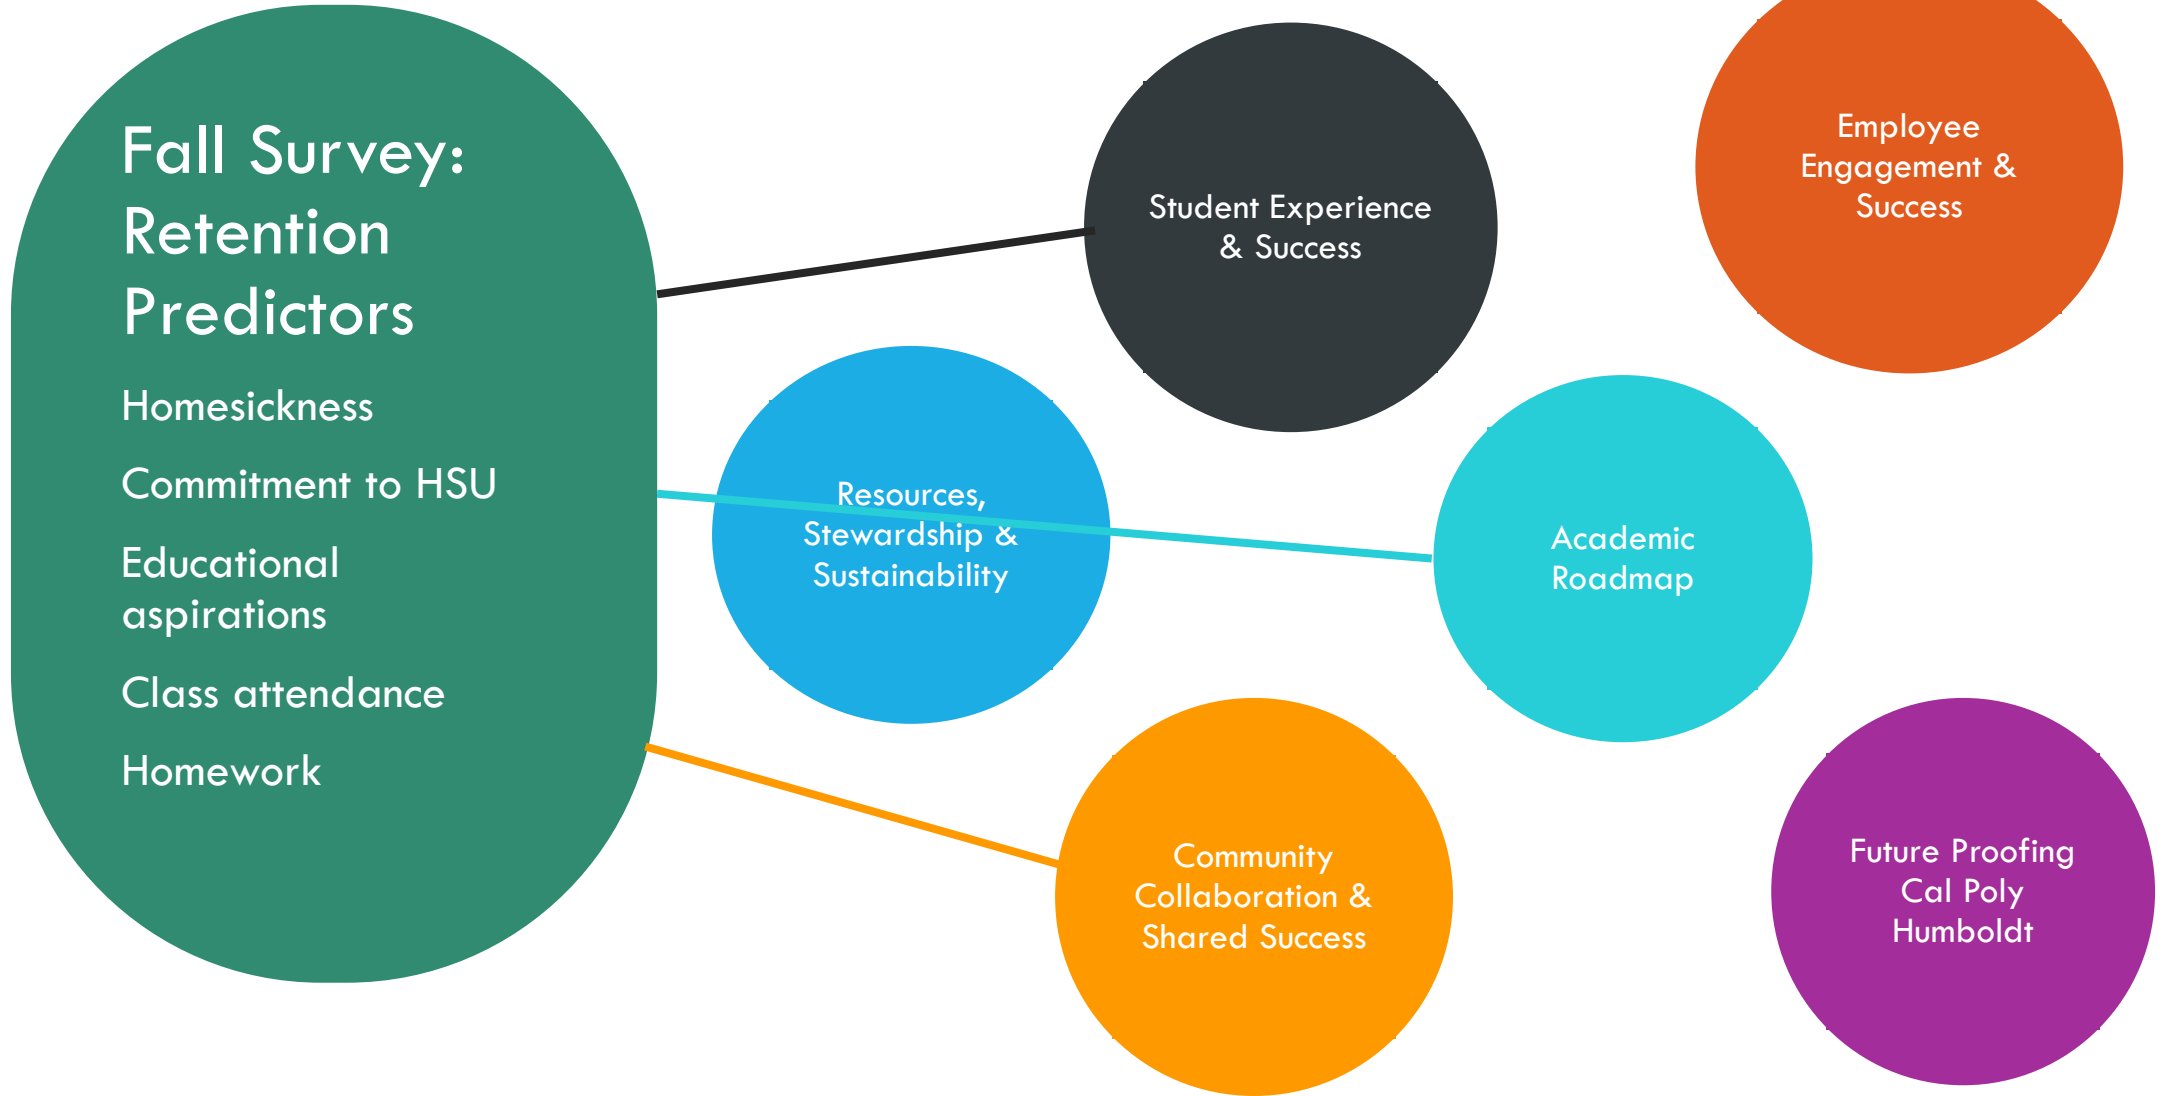 Fall Survey:
Retention
Predictors
Homesickness
Commitment to HSU
Educational
aspirations
Class attendance
Homework
Student Experience
& Success
Employee
Engagement &
Success
Resources,
Stewardship &
Sustainability
Academic
Roadmap
Community
Collaboration &
Shared Success
Future Proofing
Cal Poly
Humboldt